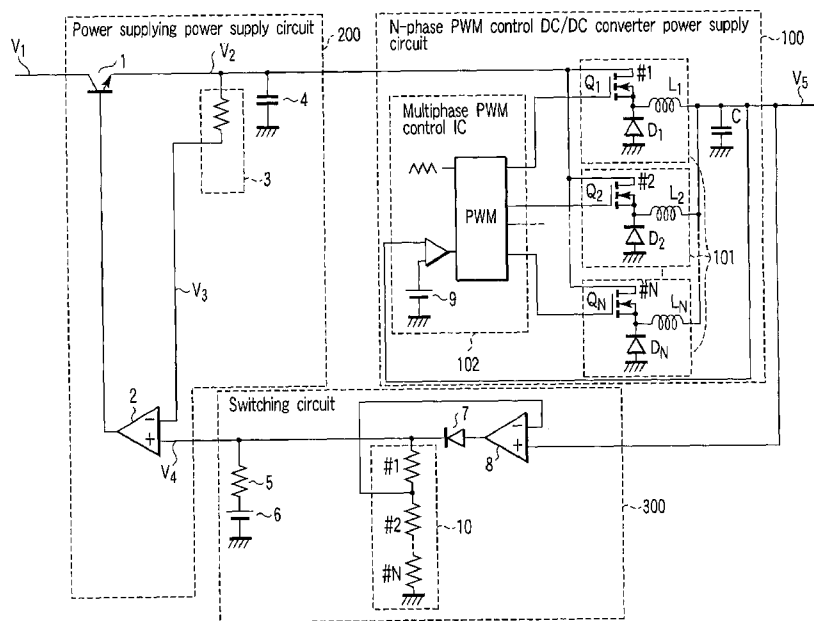 Power supplying power supply circuit
200
N-phase PWM control DC/DC converter power supply
circuit
100
V1
1
V2
4
3
V3
Multiphase PWM
control IC
PWM
9
102
Q1
#1
L1
D1
C
V5
Q2
#2
L2
D2
101
QN
#N
LN
DN
2
V4
Switching circuit
7
8
5
6
#1
#2
#N
10
300